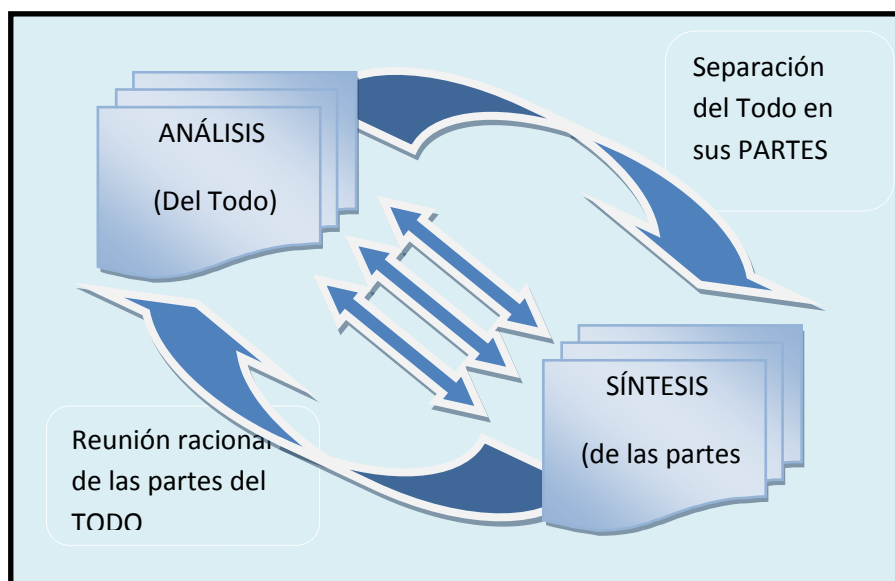 ANÁLISIS
(Del Todo)
Separación
del Todo en
sus PARTES
SÍNTESIS
(de las partes
Reunión racional
de las partes del
TODO